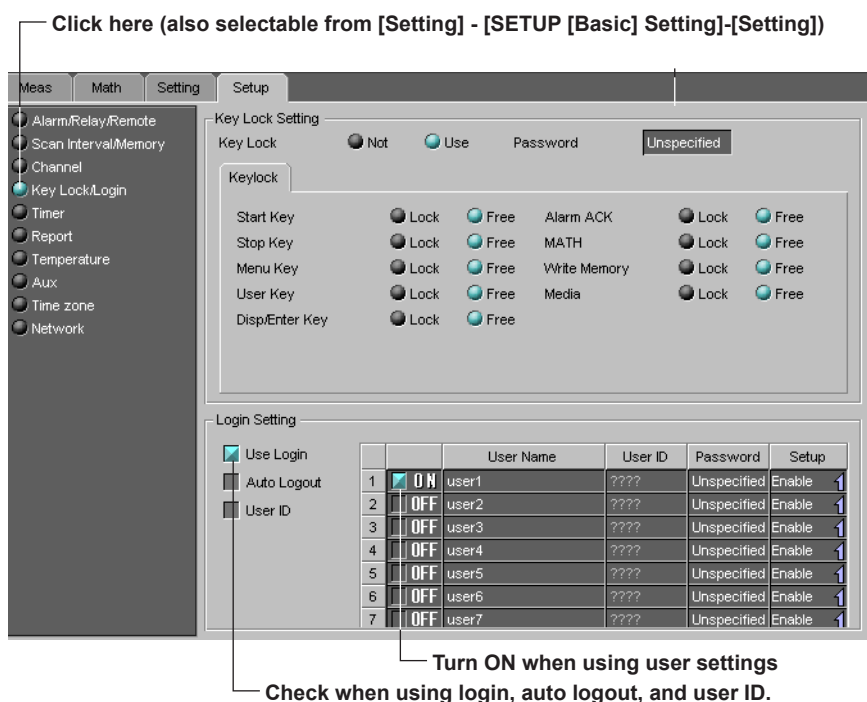 Click here (also selectable from [Setting] - [SETUP [Basic] Setting]-[Setting])
Meas Math Setting Setup
Alarm/Relay/Remote
Scan Interval/Memory
Channel
Key Lock/Login
Timer
Report
Temperature
Aux
Time zone
Network
Key Lock Setting
Key Lock Not Use Password Unspecified
Keylock
Start Key Lock Free Alarm ACK Lock Free
Stop Key Lock Free MATH Lock Free
Menu Key Lock Free Write Memory Lock Free
User Key Lock Free Media Lock Free
Disp/Enter Key Lock Free
Login Setting
Use Login
Auto Logout
User ID
User Name User ID Password Setup
1 ON user1 ???? Unspecified Enable
2 OFF user2 ???? Unspecified Enable
3 OFF user3 ???? Unspecified Enable
4 OFF user4 ???? Unspecified Enable
5 OFF user5 ???? Unspecified Enable
6 OFF user6 ???? Unspecified Enable
7 OFF user7 ???? Unspecified Enable
Turn ON when using user settings
Check when using login, auto logout, and user ID.